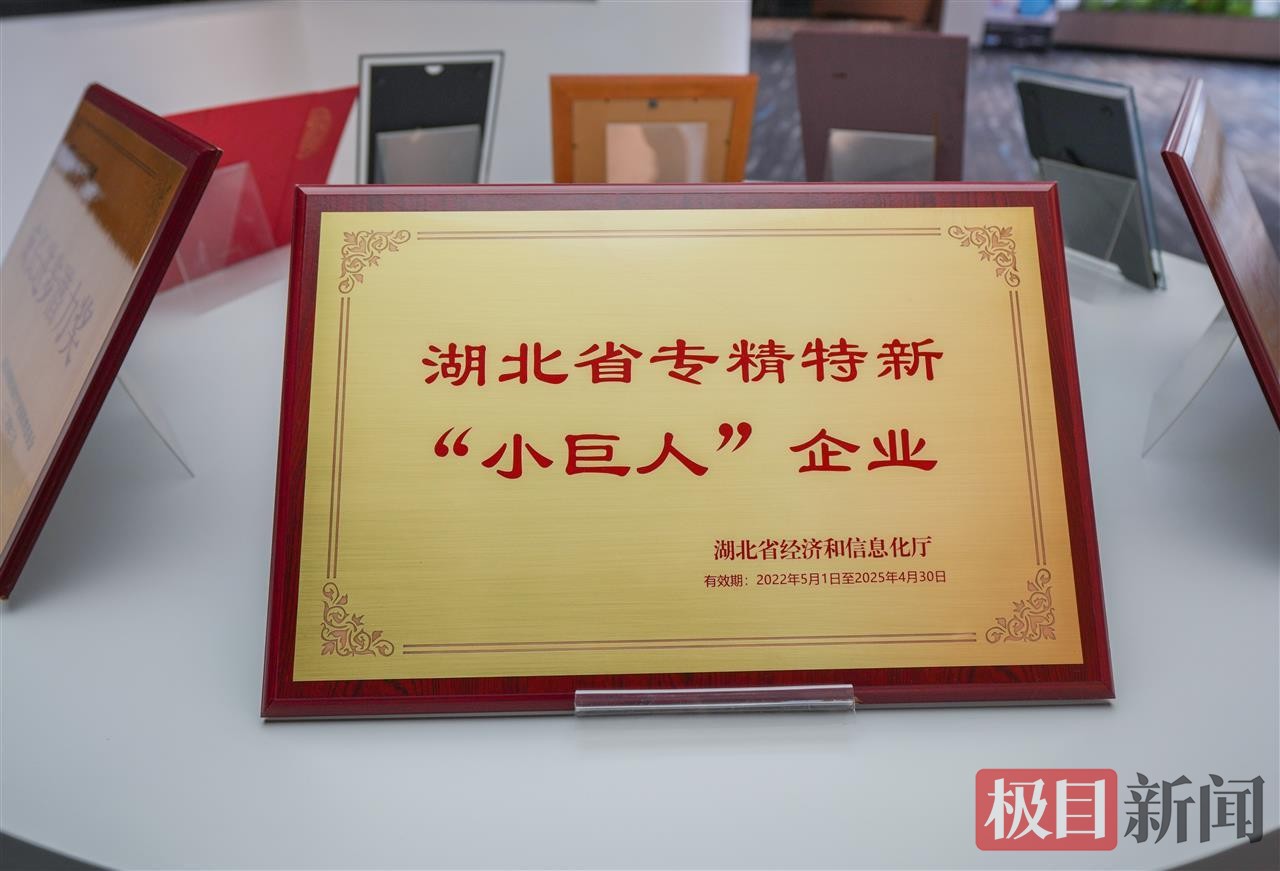 湖北省专精特新
“小巨人”企业
湖北省经济和信息化厅
有效期：2022年5月1日至2025年4月30日
极目新闻